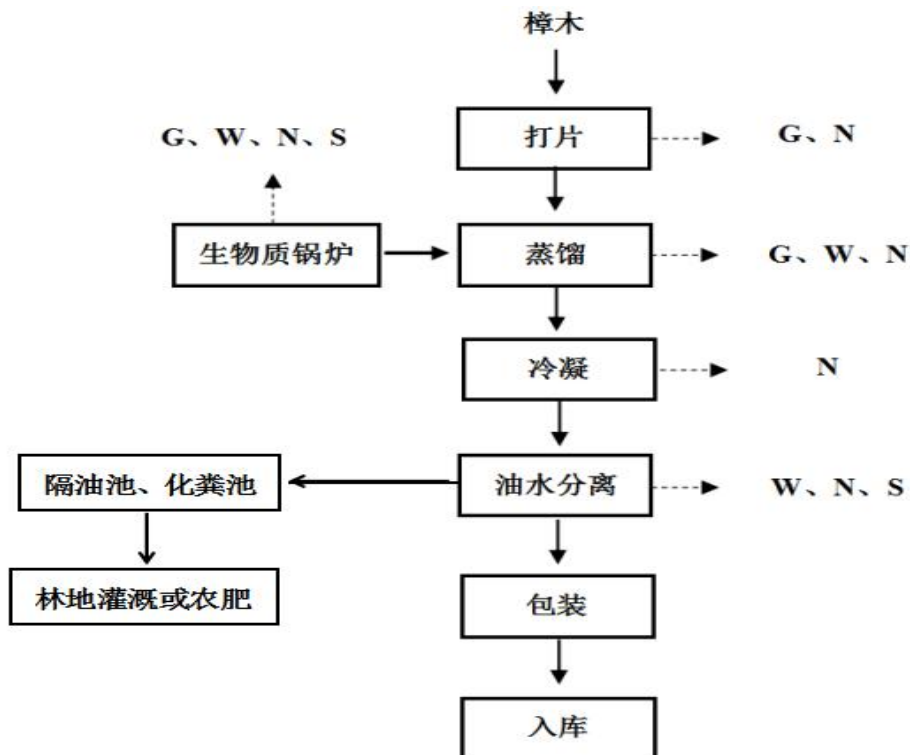 樟木
打片
G、N
G、W、N、S
生物质锅炉
蒸馏
G、W、N
冷凝
N
隔油池、化粪池
油水分离
W、N、S
林地灌溉或农肥
包装
入库